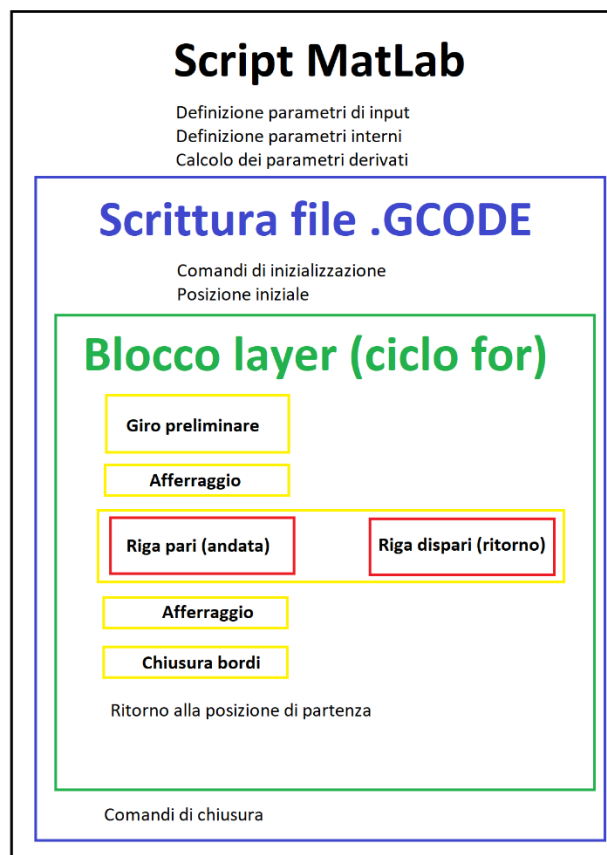 Script MatLab
Definizione parametri di input
Definizione parametri interni
Calcolo dei parametri derivati
Scrittura file .GCODE
Comandi di inizializzazione
Posizione iniziale
Blocco layer (ciclo for)
Giro preliminare
Afferraggio
Riga pari (andata)
Riga dispari (ritorno)
Afferraggio
Chiusura bordi
Ritorno alla posizione di partenza
Comandi di chiusura